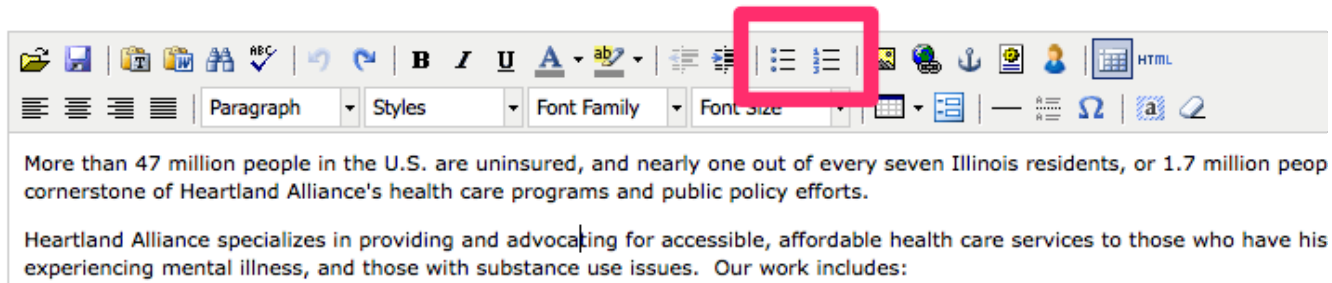 ABC
B I U A ab HTML
Paragraph Styles Font Family Font Size
More than 47 million people in the U.S. are uninsured, and nearly one out of every seven Illinois residents, or 1.7 million peop
cornerstone of Heartland Alliance's health care programs and public policy efforts.
Heartland Alliance specializes in providing and advocating for accessible, affordable health care services to those who have his
experiencing mental illness, and those with substance use issues. Our work includes: